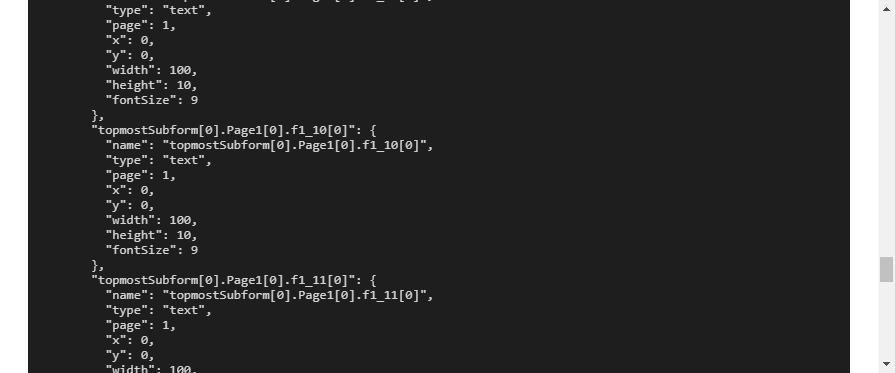 "type": "text",
"page": 1,
"x": 0,
"y": 0,
"width": 100,
"height": 10,
"fontSize": 9
},
"topmostSubform[0].Page1[0].f1_10[0]": {
"name": "topmostSubform[0].Page1[0].f1_10[0]",
"type": "text",
"page": 1,
"x": 0,
"y": 0,
"width": 100,
"height": 10,
"fontSize": 9
},
"topmostSubform[0].Page1[0].f1_11[0]": {
"name": "topmostSubform[0].Page1[0].f1_11[0]",
"type": "text",
"page": 1,
"x": 0,
"y": 0,
"width": 100,